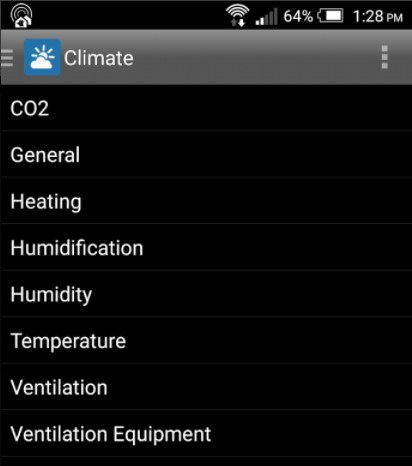 64% 1:28 PM
Climate
CO2
General
Heating
Humidification
Humidity
Temperature
Ventilation
Ventilation Equipment